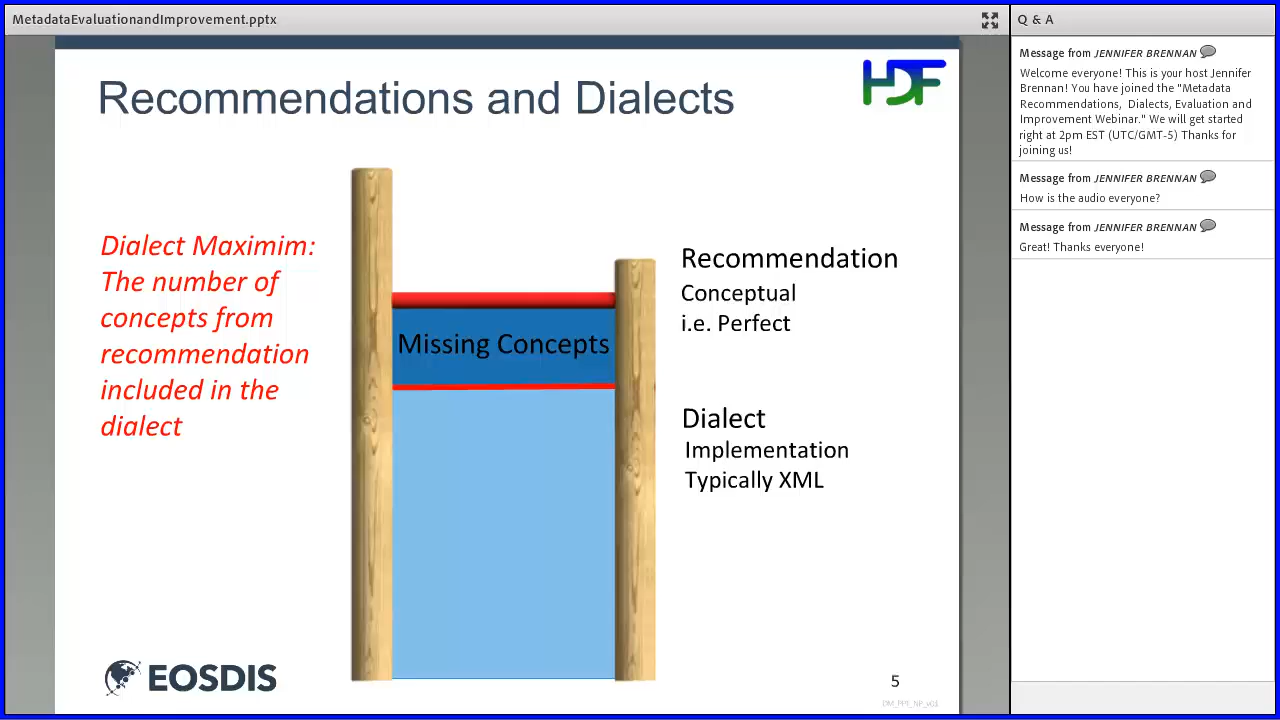 MetadataEvaluationandImprovement.pptx
Recommendations and Dialects
HDF
Dialect Maximim:
The number of
concepts from
recommendation
included in the
dialect
Missing Concepts
Recommendation
Conceptual
i.e. Perfect
Dialect
Implementation
Typically XML
EOSDIS
5
DM_PPT_NP_v01
Q & A
Message from JENNIFER BRENNAN
Welcome everyone! This is your host Jennifer
Brennan! You have joined the "Metadata
Recommendations, Dialects, Evaluation and
Improvement Webinar." We will get started
right at 2pm EST (UTC/GMT-5) Thanks for
joining us!
Message from JENNIFER BRENNAN
How is the audio everyone?
Message from JENNIFER BRENNAN
Great! Thanks everyone!